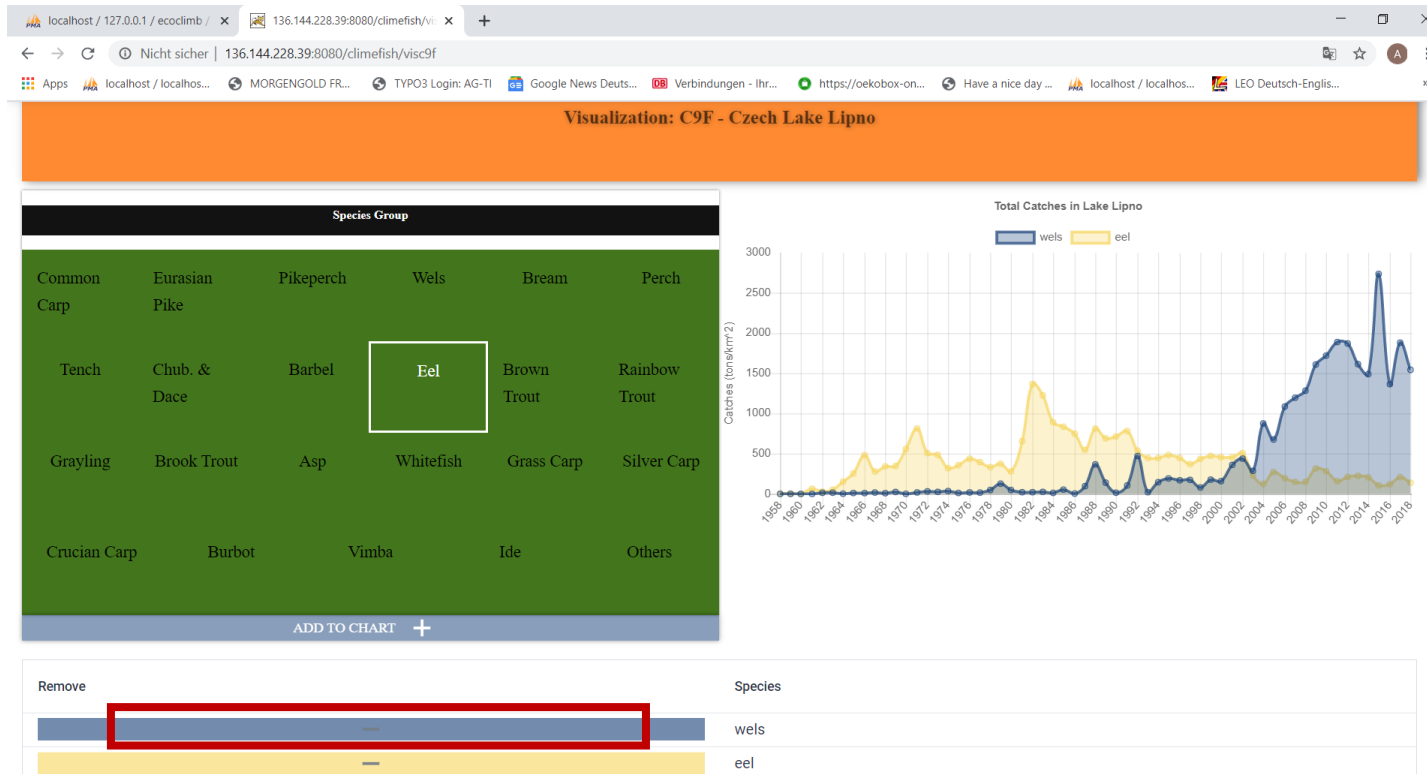 localhost / 127.0.0.1 / ecoclimb /
136.144.228.39:8080/climefish/vis
Nicht sicher | 136.144.228.39:8080/climefish/visc9f
A
Apps
PMA localhost / localhos...
MORGENGOLD FR...
TYPO3 Login: AG-TI
Google News Deuts...
DB Verbindungen - Ihr...
https://oekobox-on...
Have a nice day ...
PMA localhost / localhos...
LEO Deutsch-Englis...
Visualization: C9F - Czech Lake Lipno
Species Group
Common Carp
Eurasian Pike
Pikeperch
Wels
Bream
Perch
Tench
Chub. & Dace
Barbel
Eel
Brown Trout
Rainbow Trout
Grayling
Brook Trout
Asp
Whitefish
Grass Carp
Silver Carp
Crucian Carp
Burbot
Vimba
Ide
Others
ADD TO CHART +
Total Catches in Lake Lipno
wels eel
Catches (tons/km^2)
3000
2500
2000
1500
1000
500
0
1958 1960 1962 1964 1966 1968 1970 1972 1974 1976 1978 1980 1982 1984 1986 1988 1990 1992 1994 1996 1998 2000 2002 2004 2006 2008 2010 2012 2014 2016 2018
Remove Species
wels
eel